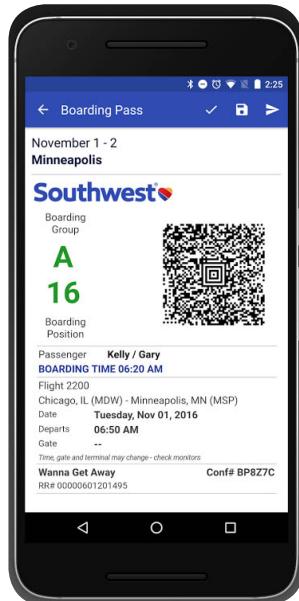 2:25
Boarding Pass
November 1 - 2
Minneapolis
Southwest
Boarding
Group
A
16
Boarding
Position
Passenger Kelly / Gary
BOARDING TIME 06:20 AM
Flight 2200
Chicago, IL (MDW) - Minneapolis, MN (MSP)
Date Tuesday, Nov 01, 2016
Departs 06:50 AM
Gate --
Time, gate and terminal may change - check monitors
Wanna Get Away Conf# BP8Z7C
RR# 00000601201495